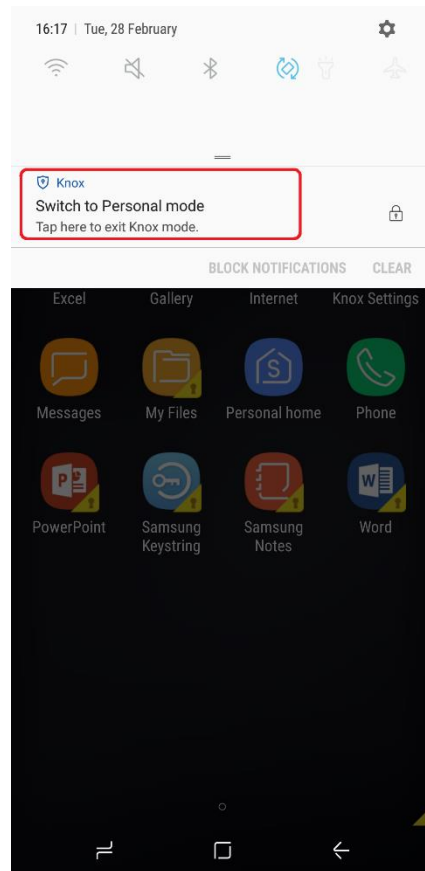 16:17 | Tue, 28 February
Knox
Switch to Personal mode
Tap here to exit Knox mode.
BLOCK NOTIFICATIONS CLEAR
Excel Gallery Internet Knox Settings
S
Messages My Files Personal home Phone
P W
PowerPoint Samsung Keystring Samsung Notes Word